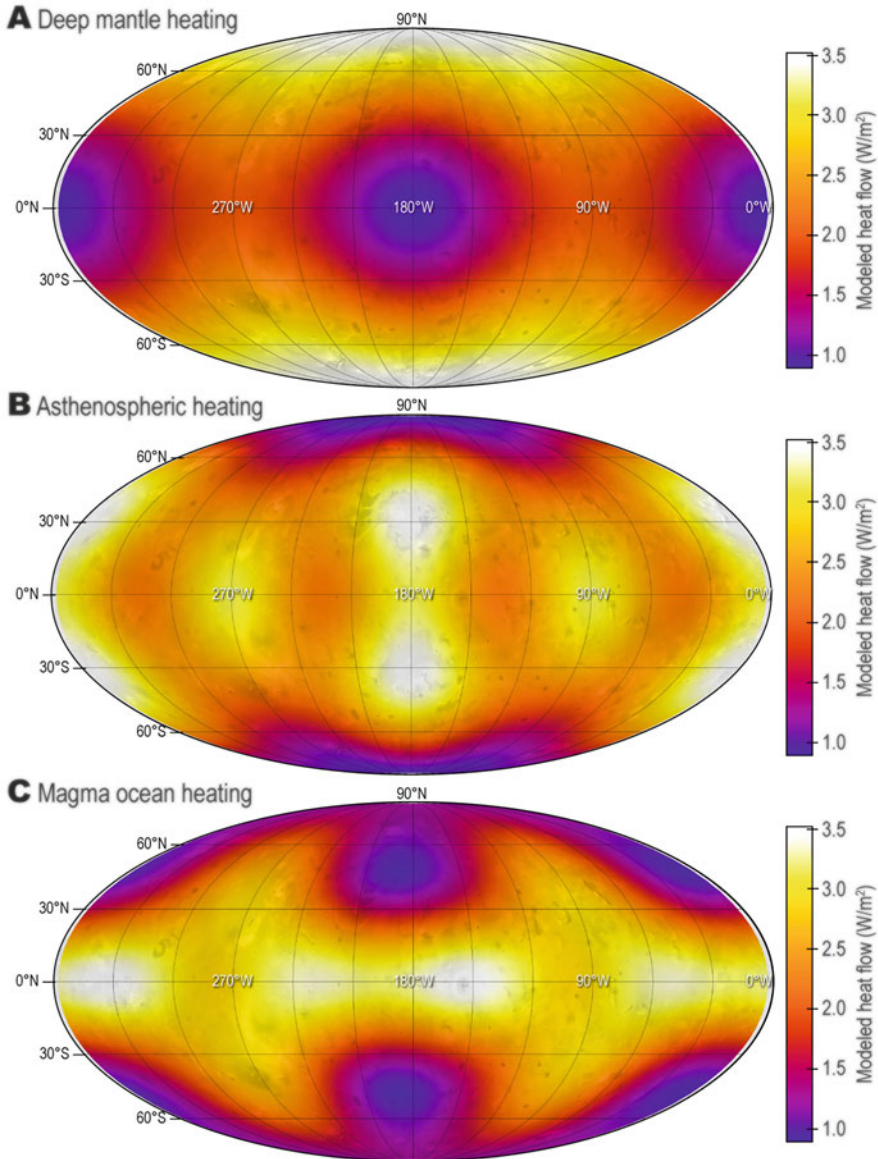 A Deep mantle heating
90°N
60°N
30°N
0°N 270°W 180°W 90°W 0°W
30°S
60°S
3.5
3.0
2.5
2.0
1.5
1.0
Modeled heat flow (W/m²)
B Asthenospheric heating
90°N
60°N
30°N
0°N 270°W 180°W 90°W 0°W
30°S
60°S
3.5
3.0
2.5
2.0
1.5
1.0
Modeled heat flow (W/m²)
C Magma ocean heating
90°N
60°N
30°N
0°N 270°W 180°W 90°W 0°W
30°S
60°S
3.5
3.0
2.5
2.0
1.5
1.0
Modeled heat flow (W/m²)